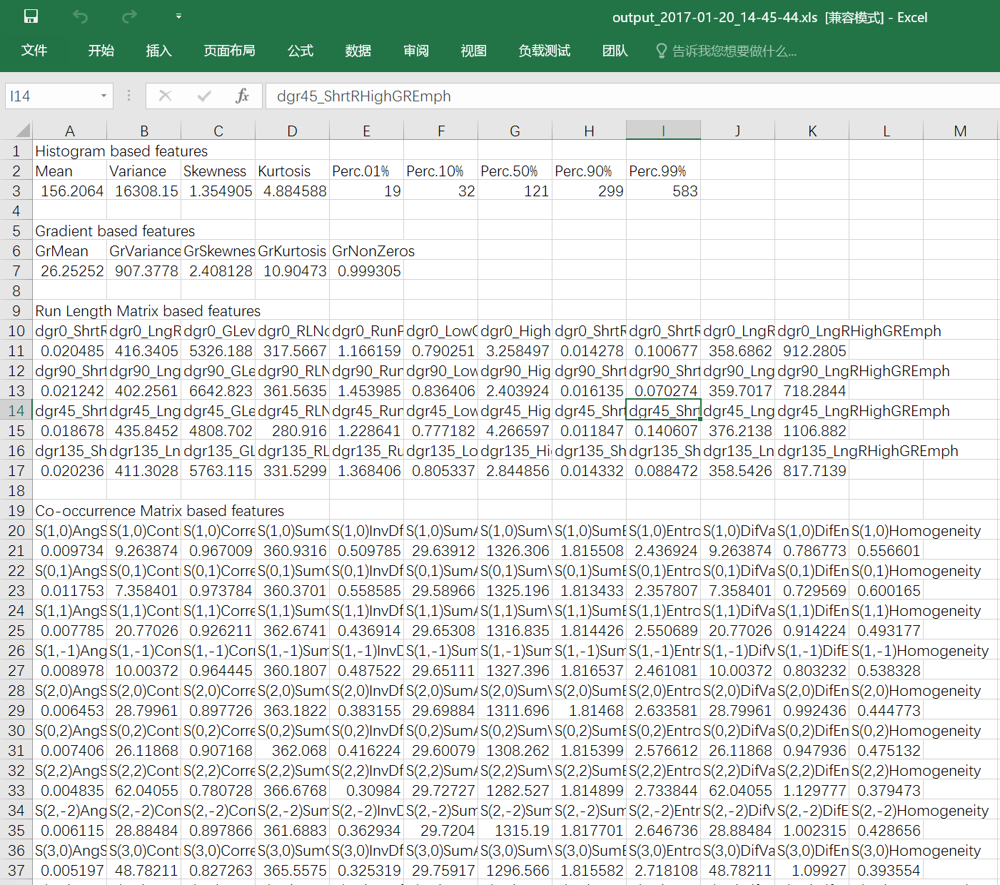 output_2017-01-20_14-45-44.xls [兼容模式] - Excel
文件 开始 插入 页面布局 公式 数据 审阅 视图 负载测试 团队 告诉我您想要做什么...
I14 fx dgr45_ShrtRHighGREmph
A B C D E F G H I J K L M
1 Histogram based features
2 Mean Variance Skewness Kurtosis Perc.01% Perc.10% Perc.50% Perc.90% Perc.99%
3 156.2064 16308.15 1.354905 4.884588 19 32 121 299 583
4
5 Gradient based features
6 GrMean GrVariance GrSkewnes GrKurtosis GrNonZeros
7 26.25252 907.3778 2.408128 10.90473 0.999305
8
9 Run Length Matrix based features
10 dgr0_ShrtR dgr0_LngR dgr0_GLev dgr0_RLNo dgr0_RunP dgr0_LowG dgr0_High dgr0_ShrtR dgr0_ShrtR dgr0_LngR dgr0_LngRHighGREmph
11 0.020485 416.3405 5326.188 317.5667 1.166159 0.790251 3.258497 0.014278 0.100677 358.6862 912.2805
12 dgr90_Shrt dgr90_Lng dgr90_GLe dgr90_RLN dgr90_Run dgr90_Low dgr90_Hig dgr90_Shrt dgr90_Shrt dgr90_Lng dgr90_LngRHighGREmph
13 0.021242 402.2561 6642.823 361.5635 1.453985 0.836406 2.403924 0.016135 0.070274 359.7017 718.2844
14 dgr45_Shrt dgr45_Lng dgr45_GLe dgr45_RLN dgr45_Run dgr45_Low dgr45_Hig dgr45_Shrt dgr45_Shrt dgr45_Lng dgr45_LngRHighGREmph
15 0.018678 435.8452 4808.702 280.916 1.228641 0.777182 4.266597 0.011847 0.140607 376.2138 1106.882
16 dgr135_Sh dgr135_Ln dgr135_GL dgr135_RL dgr135_Ru dgr135_Lo dgr135_Hi dgr135_Sh dgr135_Sh dgr135_Ln dgr135_LngRHighGREmph
17 0.020236 411.3028 5763.115 331.5299 1.368406 0.805337 2.844856 0.014332 0.088472 358.5426 817.7139
18
19 Co-occurrence Matrix based features
20 S(1,0)AngS S(1,0)Cont S(1,0)Corre S(1,0)SumO S(1,0)InvDf S(1,0)SumA S(1,0)SumV S(1,0)SumE S(1,0)Entro S(1,0)DifVa S(1,0)DifEn S(1,0)Homogeneity
21 0.009734 9.263874 0.967009 360.9316 0.509785 29.63912 1326.306 1.815508 2.436924 9.263874 0.786773 0.556601
22 S(0,1)AngS S(0,1)Cont S(0,1)Corre S(0,1)SumO S(0,1)InvDf S(0,1)SumA S(0,1)SumV S(0,1)SumE S(0,1)Entro S(0,1)DifVa S(0,1)DifEn S(0,1)Homogeneity
23 0.011753 7.358401 0.973784 360.3701 0.558585 29.58966 1325.196 1.813433 2.357807 7.358401 0.729569 0.600165
24 S(1,1)AngS S(1,1)Cont S(1,1)Corre S(1,1)SumO S(1,1)InvDf S(1,1)SumA S(1,1)SumV S(1,1)SumE S(1,1)Entro S(1,1)DifVa S(1,1)DifEn S(1,1)Homogeneity
25 0.007785 20.77026 0.926211 362.6741 0.436914 29.65308 1316.835 1.814426 2.550689 20.77026 0.914224 0.493177
26 S(1,-1)Ang S(1,-1)Con S(1,-1)Corr S(1,-1)Sum S(1,-1)InvD S(1,-1)Sum S(1,-1)Sum S(1,-1)Sum S(1,-1)Entr S(1,-1)DifV S(1,-1)DifE S(1,-1)Homogeneity
27 0.008978 10.00372 0.964445 360.1807 0.487522 29.65111 1327.396 1.816537 2.461081 10.00372 0.803232 0.538328
28 S(2,0)AngS S(2,0)Cont S(2,0)Corre S(2,0)SumO S(2,0)InvDf S(2,0)SumA S(2,0)SumV S(2,0)SumE S(2,0)Entro S(2,0)DifVa S(2,0)DifEn S(2,0)Homogeneity
29 0.006453 28.79961 0.897726 363.1822 0.383155 29.69884 1311.696 1.81468 2.633581 28.79961 0.992436 0.444773
30 S(0,2)AngS S(0,2)Cont S(0,2)Corre S(0,2)SumO S(0,2)InvDf S(0,2)SumA S(0,2)SumV S(0,2)SumE S(0,2)Entro S(0,2)DifVa S(0,2)DifEn S(0,2)Homogeneity
31 0.007406 26.11868 0.907168 362.068 0.416224 29.60079 1308.262 1.815399 2.576612 26.11868 0.947936 0.475132
32 S(2,2)AngS S(2,2)Cont S(2,2)Corre S(2,2)SumO S(2,2)InvDf S(2,2)SumA S(2,2)SumV S(2,2)SumE S(2,2)Entro S(2,2)DifVa S(2,2)DifEn S(2,2)Homogeneity
33 0.004835 62.04055 0.780728 366.6768 0.30984 29.72727 1282.527 1.814899 2.733844 62.04055 1.129777 0.379473
34 S(2,-2)Ang S(2,-2)Con S(2,-2)Corr S(2,-2)Sum S(2,-2)InvD S(2,-2)Sum S(2,-2)Sum S(2,-2)Sum S(2,-2)Entr S(2,-2)DifV S(2,-2)DifE S(2,-2)Homogeneity
35 0.006115 28.88484 0.897866 361.6883 0.362934 29.7204 1315.19 1.817701 2.646736 28.88484 1.002315 0.428656
36 S(3,0)AngS S(3,0)Cont S(3,0)Corre S(3,0)SumO S(3,0)InvDf S(3,0)SumA S(3,0)SumV S(3,0)SumE S(3,0)Entro S(3,0)DifVa S(3,0)DifEn S(3,0)Homogeneity
37 0.005197 48.78211 0.827263 365.5575 0.325319 29.75917 1296.566 1.815582 2.718108 48.78211 1.09927 0.393554